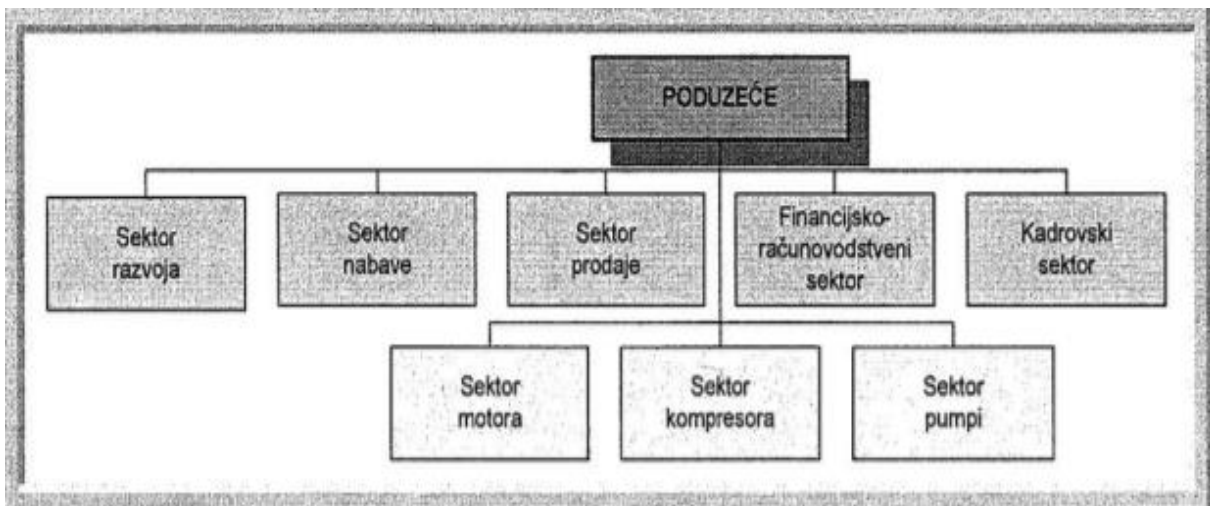 PODUZEĆE
Sektor
razvoja
Sektor
nabave
Sektor
prodaje
Financijsko-
računovodstveni
sektor
Kadrovski
sektor
Sektor
motora
Sektor
kompresora
Sektor
pumpi